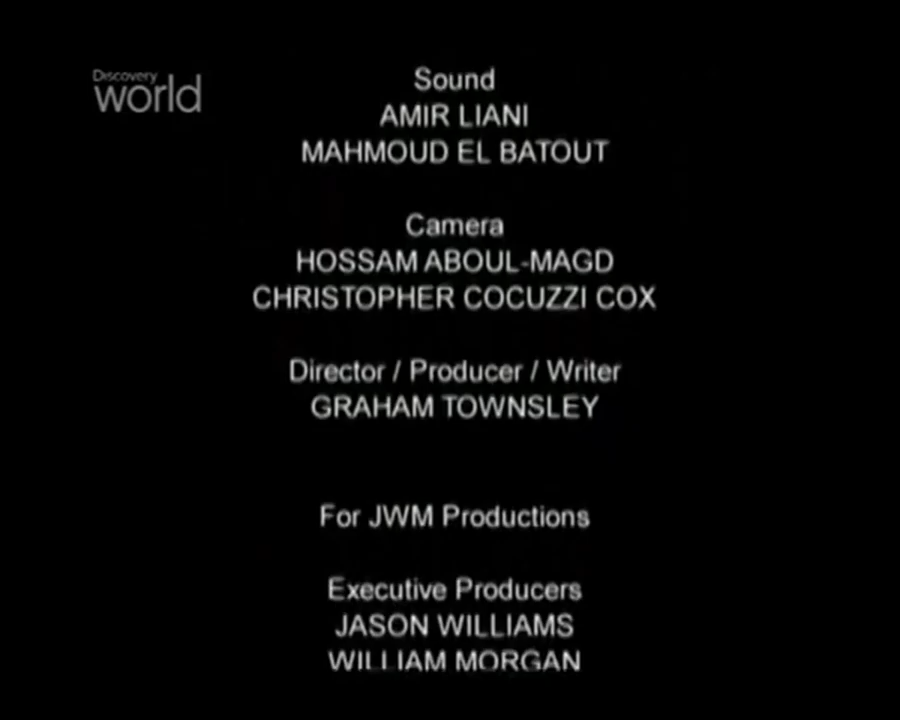 Discovery
world
Sound
AMIR LIANI
MAHMOUD EL BATOUT
Camera
HOSSAM ABOUL-MAGD
CHRISTOPHER COCUZZI COX
Director / Producer / Writer
GRAHAM TOWNSLEY
For JWM Productions
Executive Producers
JASON WILLIAMS
WILLIAM MORGAN